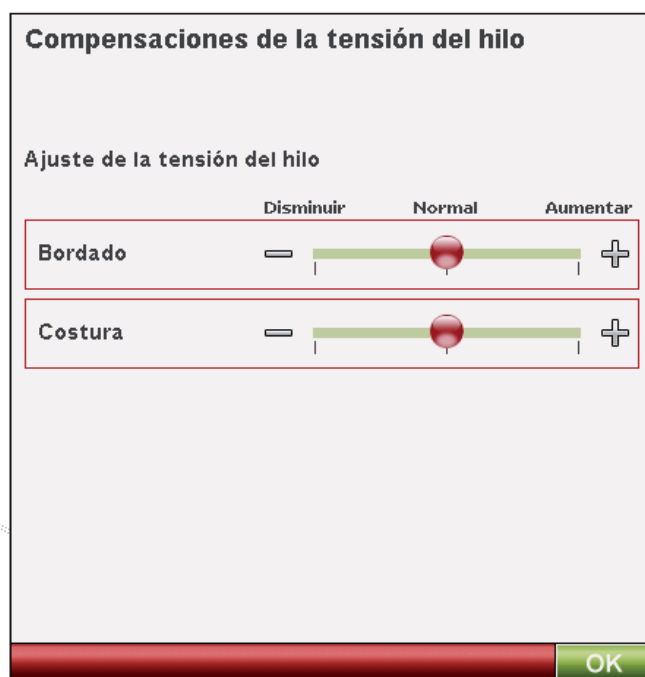 Compensaciones de la tensión del hilo
Ajuste de la tensión del hilo
Disminuir Normal Aumentar
Bordado
Costura
OK